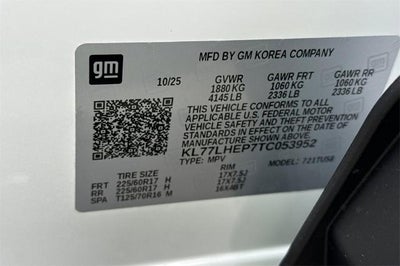 gm
MFD BY GM KOREA COMPANY
10/25 GVWR GAWR FRT GAWR RR
1880 KG 1060 KG 1060 KG
4145 LB 2336 LB 2336 LB
THIS VEHICLE CONFORMS TO ALL
APPLICABLE U.S. FEDERAL MOTOR
VEHICLE SAFETY AND THEFT
PREVENTION STANDARDS IN EFFECT
ON THE DATE OF
MANUFACTURE SHOWN ABOVE.
KL77LHEP7TC053952
TYPE: MPV MODEL:
TIRE SIZE RIM
FRT 225/60R17 H 17X7.5J
RR 225/60R17 H 17X7.5J
SPA T125/70R16 M 16X4BT